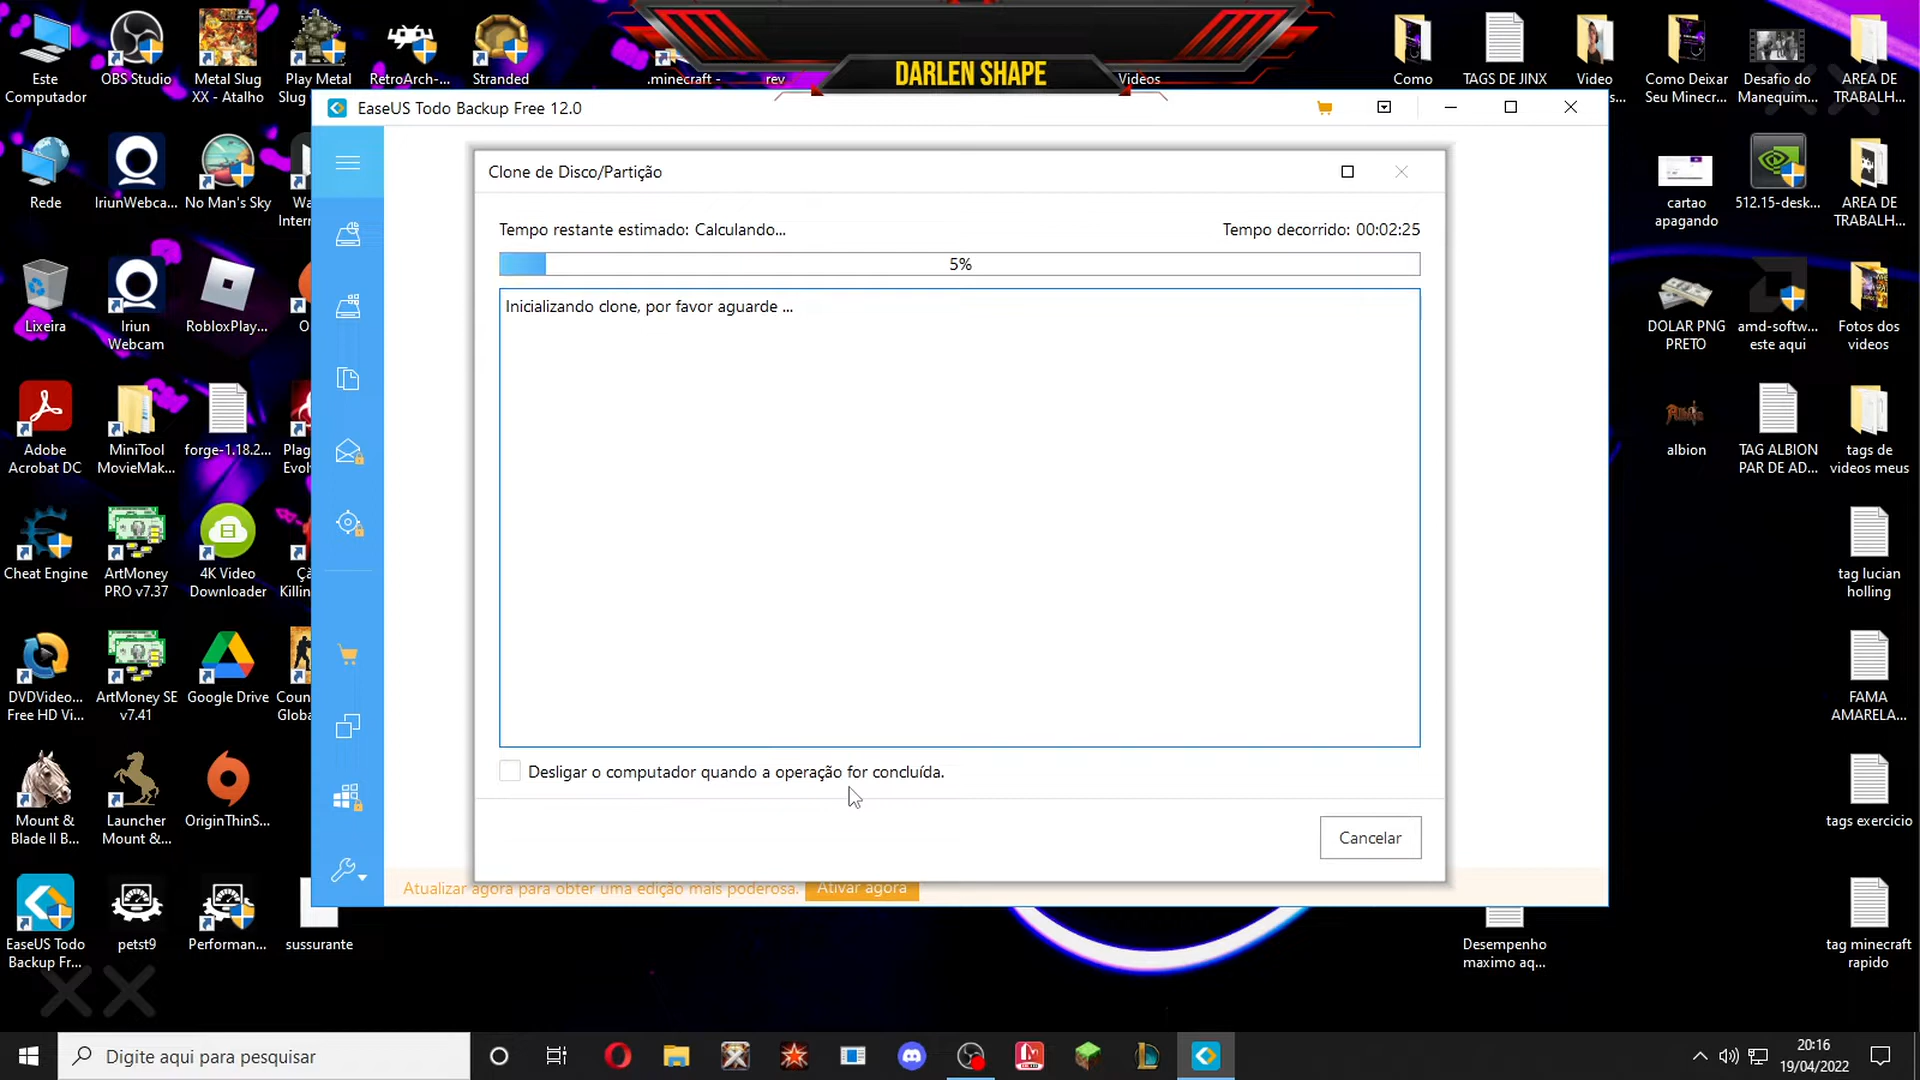 Este
Computador
OBS Studio
Metal Slug
XX - Atalho
Play Metal
Slug
RetroArch-...
Stranded
.minecraft -
rev
DARLEN SHAPE
Videos
Como
TAGS DE JINX
Video
s...
Como Deixar
Seu Minecr...
Desafio do
Manequim...
AREA DE
TRABALH...
EaseUS Todo Backup Free 12.0
Clone de Disco/Partição
Tempo restante estimado: Calculando...
Tempo decorrido: 00:02:25
5%
Inicializando clone, por favor aguarde ...
Desligar o computador quando a operação for concluída.
Cancelar
Atualizar agora para obter uma edição mais poderosa.
Ativar agora
Rede
IriunWebca...
No Man's Sky
Wa
Intern
cartao
apagando
512.15-desk...
AREA DE
TRABALH...
Lixeira
Iriun
Webcam
RobloxPlay...
O
DOLAR PNG
PRETO
amd-softw...
este aqui
Fotos dos
videos
Adobe
Acrobat DC
MiniTool
MovieMak...
forge-1.18.2...
Plag
Evol
albion
TAG ALBION
PAR DE AD...
tags de
videos meus
Cheat Engine
ArtMoney
PRO v7.37
4K Video
Downloader
Çà
Killin
tag lucian
holling
DVDVideo...
Free HD Vi...
ArtMoney SE
v7.41
Google Drive
Coun
Globa
FAMA
AMARELA...
Mount &
Blade II B...
Launcher
Mount &...
OriginThinS...
tags exercicio
EaseUS Todo
Backup Fr...
petst9
Performan...
sussurante
Desempenho
maximo aq...
tag minecraft
rapido
Digite aqui para pesquisar
20:16
19/04/2022